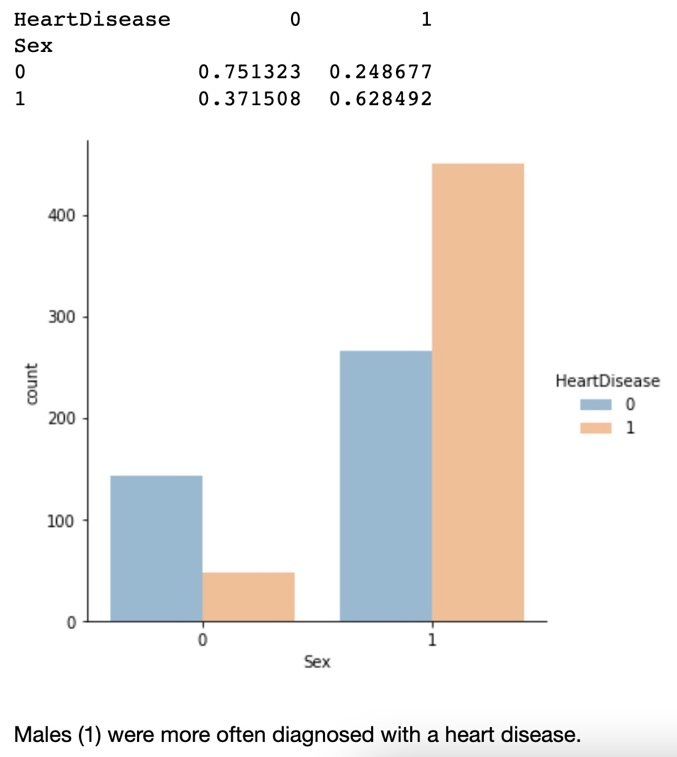 HeartDisease 0 1
Sex
0 0.751323 0.248677
1 0.371508 0.628492
400
300
200
100
0
count
0 1
Sex
HeartDisease
0
1
Males (1) were more often diagnosed with a heart disease.